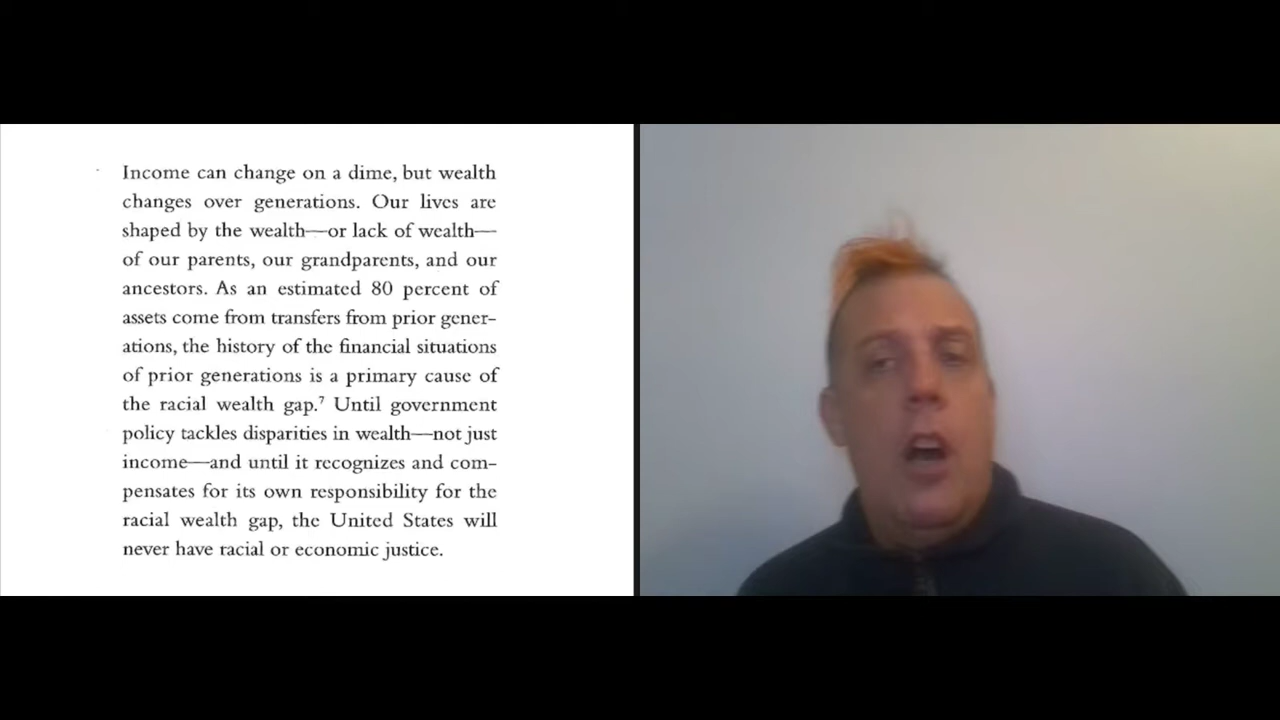 Income can change on a dime, but wealth
changes over generations. Our lives are
shaped by the wealth—or lack of wealth—
of our parents, our grandparents, and our
ancestors. As an estimated 80 percent of
assets come from transfers from prior gener-
ations, the history of the financial situations
of prior generations is a primary cause of
the racial wealth gap.⁷ Until government
policy tackles disparities in wealth—not just
income—and until it recognizes and com-
pensates for its own responsibility for the
racial wealth gap, the United States will
never have racial or economic justice.